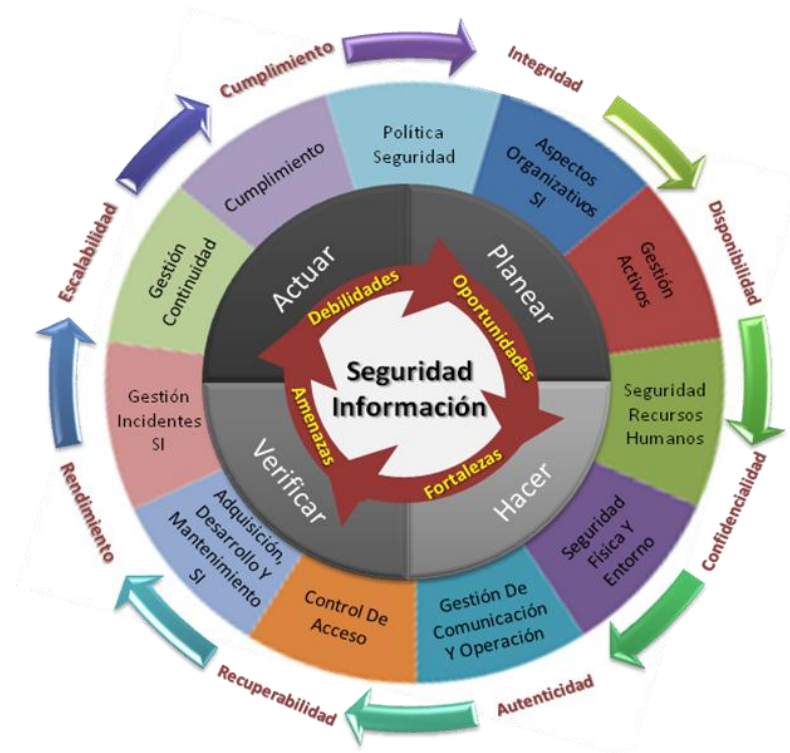 Cumplimiento
Integridad
Disponibilidad
Confidencialidad
Autenticidad
Recuperabilidad
Rendimiento
Escalabilidad
Política
Seguridad
Aspectos
Organizativos
SI
Gestión
Activos
Seguridad
Recursos
Humanos
Seguridad
Física Y
Entorno
Gestión De
Comunicación
Y Operación
Control De
Acceso
Adquisición,
Desarrollo Y
Mantenimiento
SI
Gestión
Incidentes
SI
Gestión
Continuidad
Cumplimiento
Actuar
Planear
Hacer
Verificar
Debilidades
Oportunidades
Fortalezas
Amenazas
Seguridad
Información